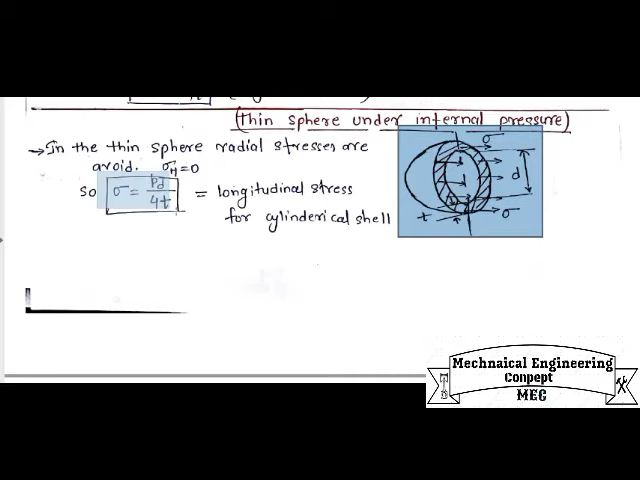 (Thin sphere under internal pressure)
→ In the thin sphere radial stresses are
avoid. σH=0
So σ = Pd/4t = longitudinal stress
for cylinderical shell
σ
d
t
σ
Mechnaical Engineering
Conpept
MEC